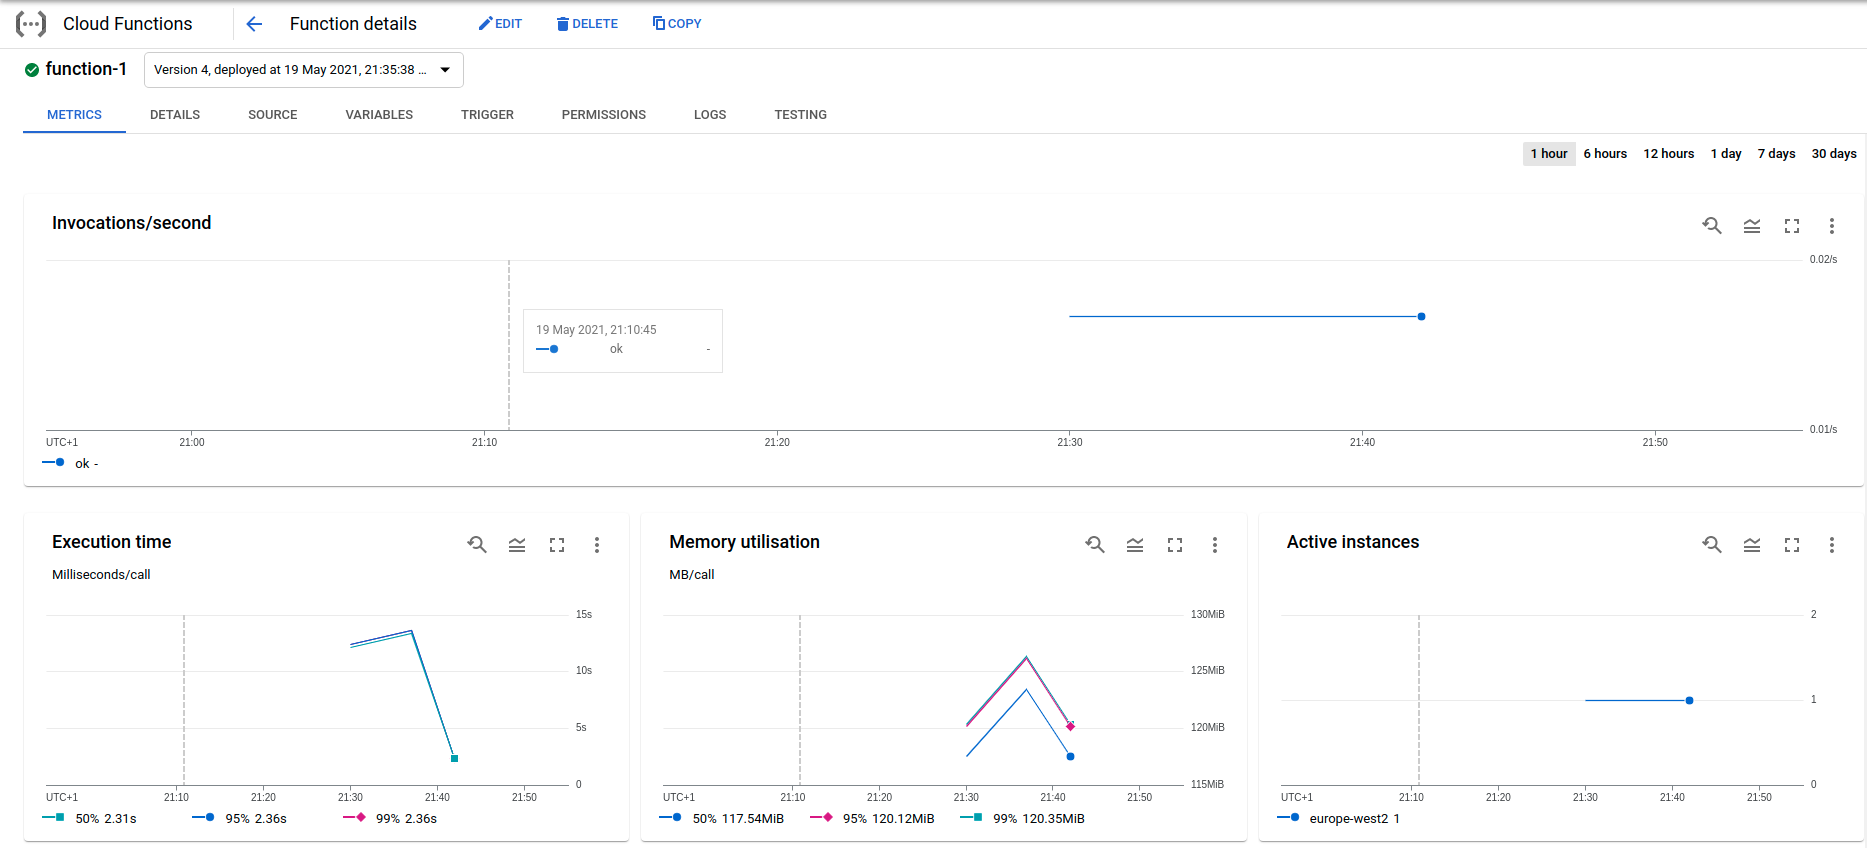 Cloud Functions
Function details
EDIT
DELETE
COPY
function-1
Version 4, deployed at 19 May 2021, 21:35:38 ...
METRICS
DETAILS
SOURCE
VARIABLES
TRIGGER
PERMISSIONS
LOGS
TESTING
1 hour
6 hours
12 hours
1 day
7 days
30 days
Invocations/second
0.02/s
19 May 2021, 21:10:45
ok -
0.01/s
UTC+1 21:00 21:10 21:20 21:30 21:40 21:50
ok -
Execution time
Milliseconds/call
15s
10s
5s
0
UTC+1 21:10 21:20 21:30 21:40 21:50
50% 2.31s 95% 2.36s 99% 2.36s
Memory utilisation
MB/call
130MiB
125MiB
120MiB
115MiB
UTC+1 21:10 21:20 21:30 21:40 21:50
50% 117.54MiB 95% 120.12MiB 99% 120.35MiB
Active instances
2
1
0
UTC+1 21:10 21:20 21:30 21:40 21:50
europe-west2 1